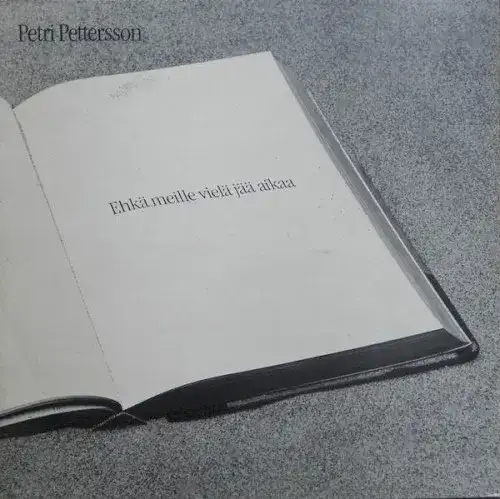 Petri Pettersson
Ehkä meille vielä jää aikaa